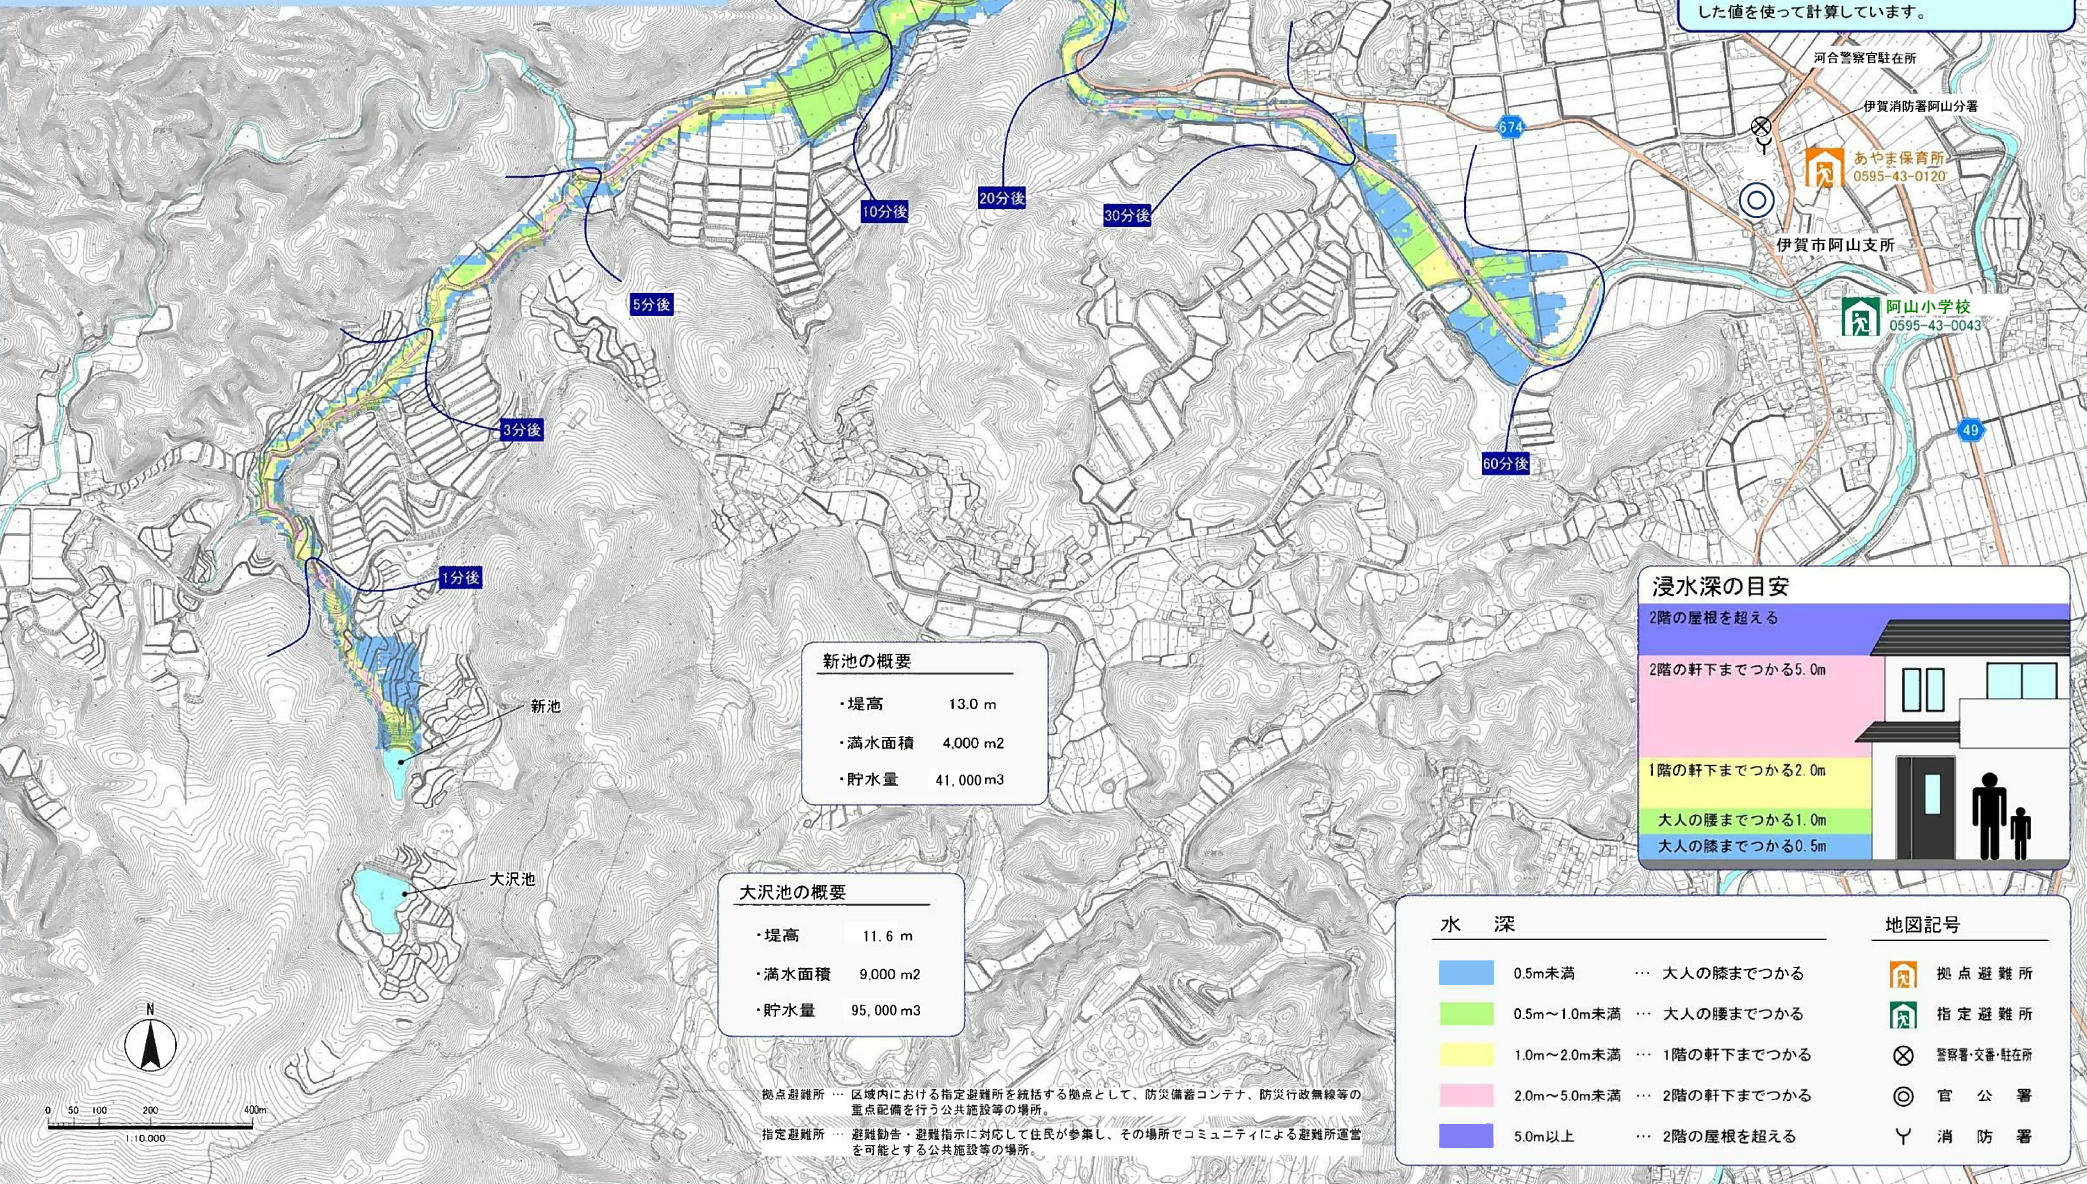 した値を使って計算しています。
河合警察官駐在所
伊賀消防署阿山分署
674
あやま保育所
0595-43-0120
10分後
20分後
30分後
伊賀市阿山支所
5分後
阿山小学校
0595-43-0043
3分後
49
60分後
1分後
浸水深の目安
2階の屋根を超える
2階の軒下までつかる5.0m
1階の軒下までつかる2.0m
大人の腰までつかる1.0m
大人の膝までつかる0.5m
新池の概要
・堤高 13.0 m
・満水面積 4,000 m2
・貯水量 41,000m3
新池
大沢池
大沢池の概要
・堤高 11.6 m
・満水面積 9,000 m2
・貯水量 95,000 m3
水 深
0.5m未満 … 大人の膝までつかる
0.5m～1.0m未満 … 大人の腰までつかる
1.0m～2.0m未満 … 1階の軒下までつかる
2.0m～5.0m未満 … 2階の軒下までつかる
5.0m以上 … 2階の屋根を超える
地図記号
拠点避難所
指定避難所
警察署・交番・駐在所
官公署
消防署
N
0 50 100 200 400m
1:10,000
拠点避難所 … 区域内における指定避難所を統括する拠点として、防災備蓄コンテナ、防災行政無線等の
重点配備を行う公共施設等の場所。
指定避難所 … 避難勧告・避難指示に対応して住民が参集し、その場所でコミュニティによる避難所運営
を可能とする公共施設等の場所。